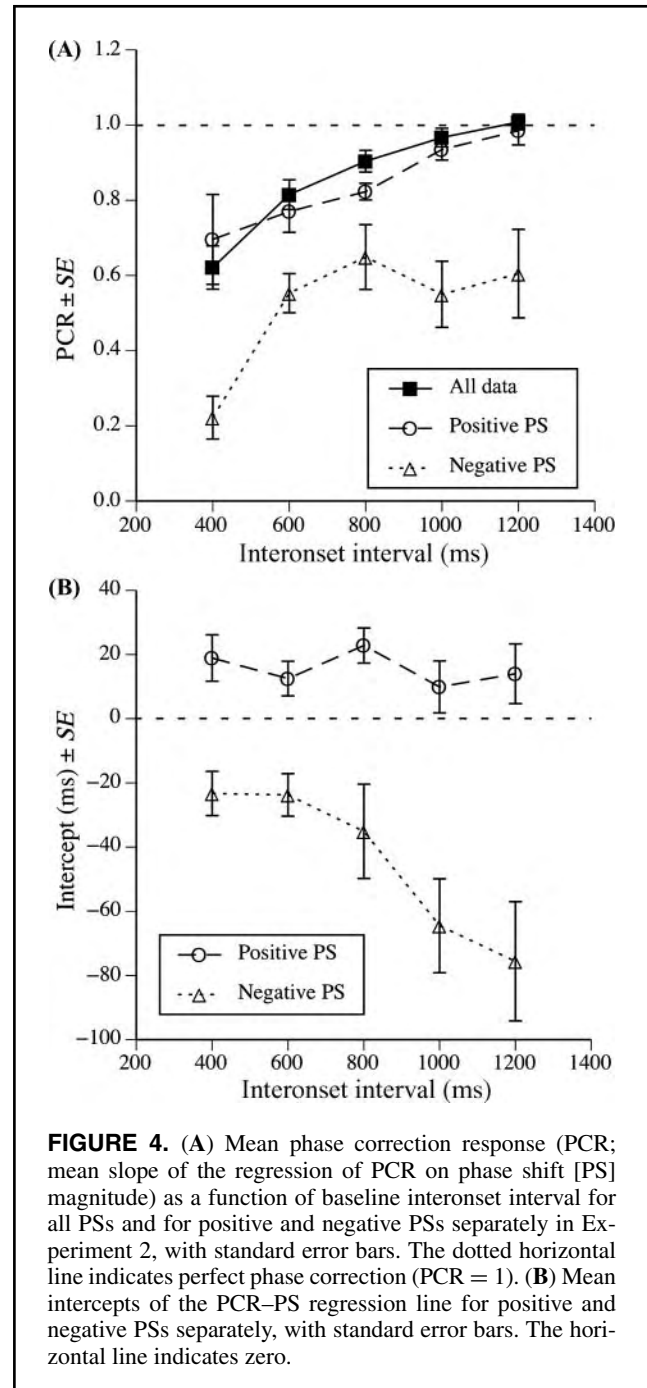 (A)
1.2
1.0
0.8
0.6
0.4
0.2
0.0
PCR ± SE
All data
Positive PS
Negative PS
200 400 600 800 1000 1200 1400
Interonset interval (ms)
(B)
40
20
0
−20
−40
−60
−80
−100
Intercept (ms) ± SE
Positive PS
Negative PS
200 400 600 800 1000 1200 1400
Interonset interval (ms)
FIGURE 4. (A) Mean phase correction response (PCR;
mean slope of the regression of PCR on phase shift [PS]
magnitude) as a function of baseline interonset interval for
all PSs and for positive and negative PSs separately in Ex-
periment 2, with standard error bars. The dotted horizontal
line indicates perfect phase correction (PCR = 1). (B) Mean
intercepts of the PCR–PS regression line for positive and
negative PSs separately, with standard error bars. The hori-
zontal line indicates zero.